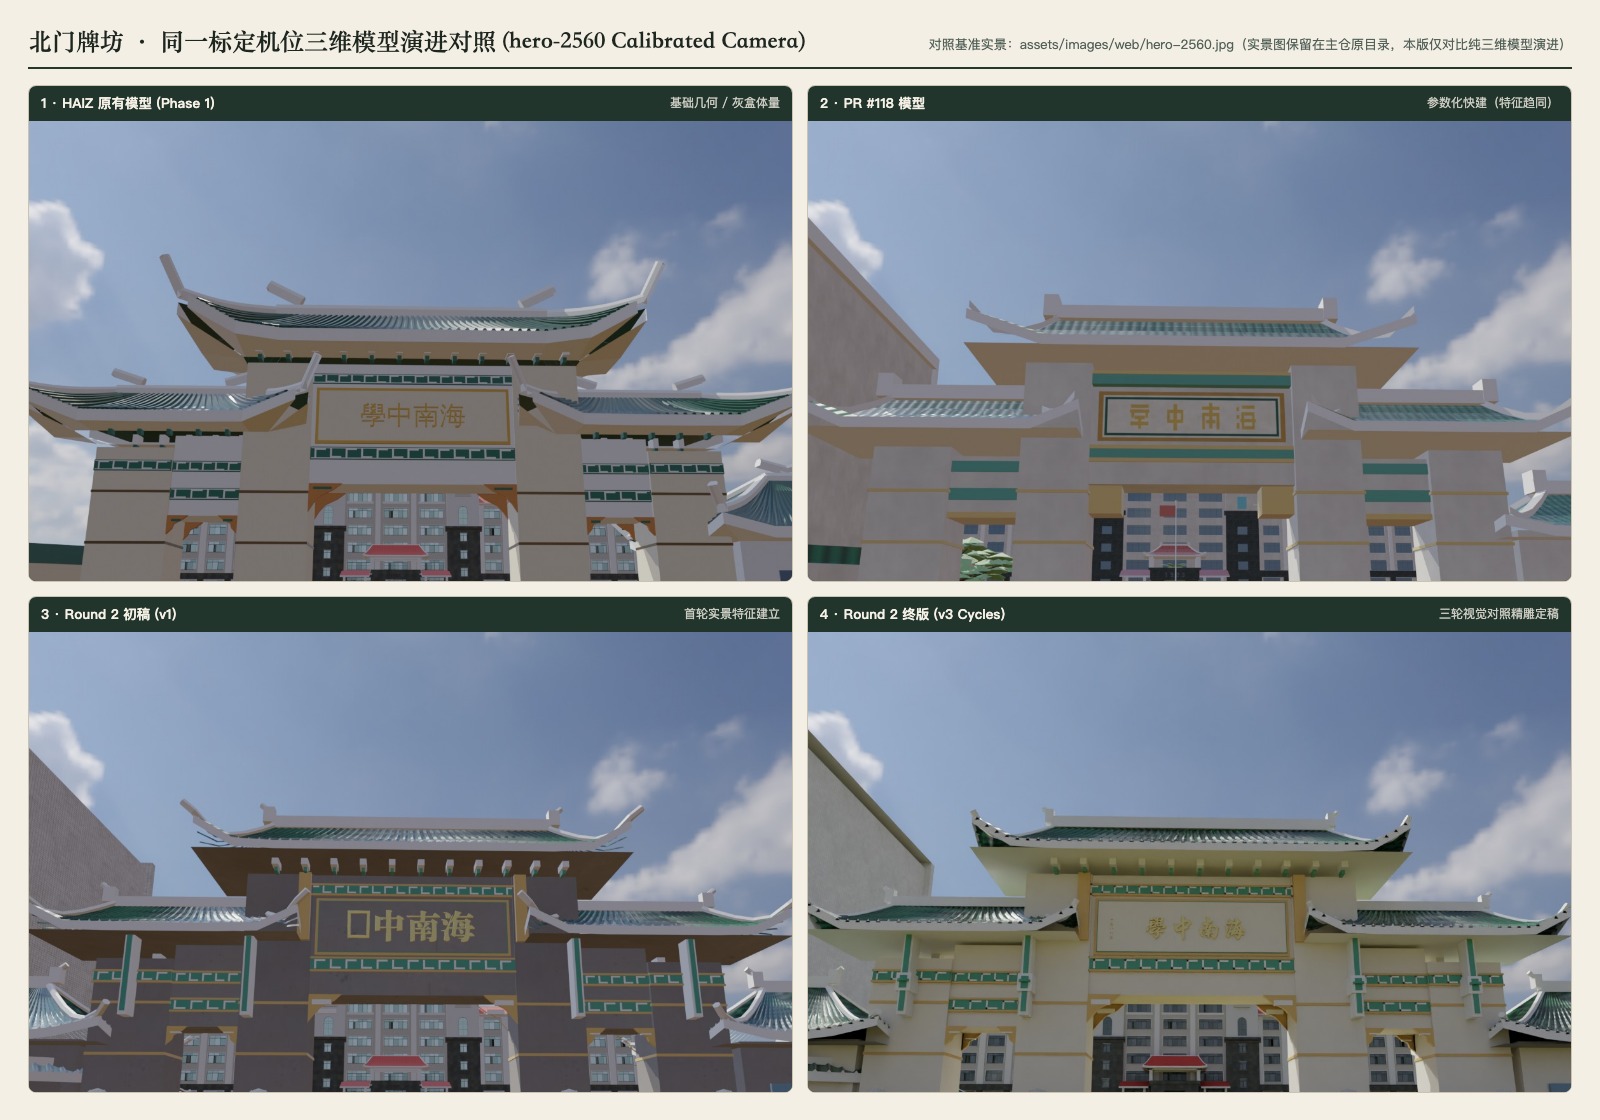 北门牌坊 · 同一标定机位三维模型演进对照 (hero-2560 Calibrated Camera)
对照基准实景：assets/images/web/hero-2560.jpg（实景图保留在主仓原目录，本版仅对比纯三维模型演进）
1 · HAIZ 原有模型 (Phase 1)
基础几何 / 灰盒体量
學中南海
2 · PR #118 模型
参数化快建（特征趋同）
中南海
3 · Round 2 初稿 (v1)
首轮实景特征建立
□中南海
4 · Round 2 终版 (v3 Cycles)
三轮视觉对照精雕定稿
學中南海